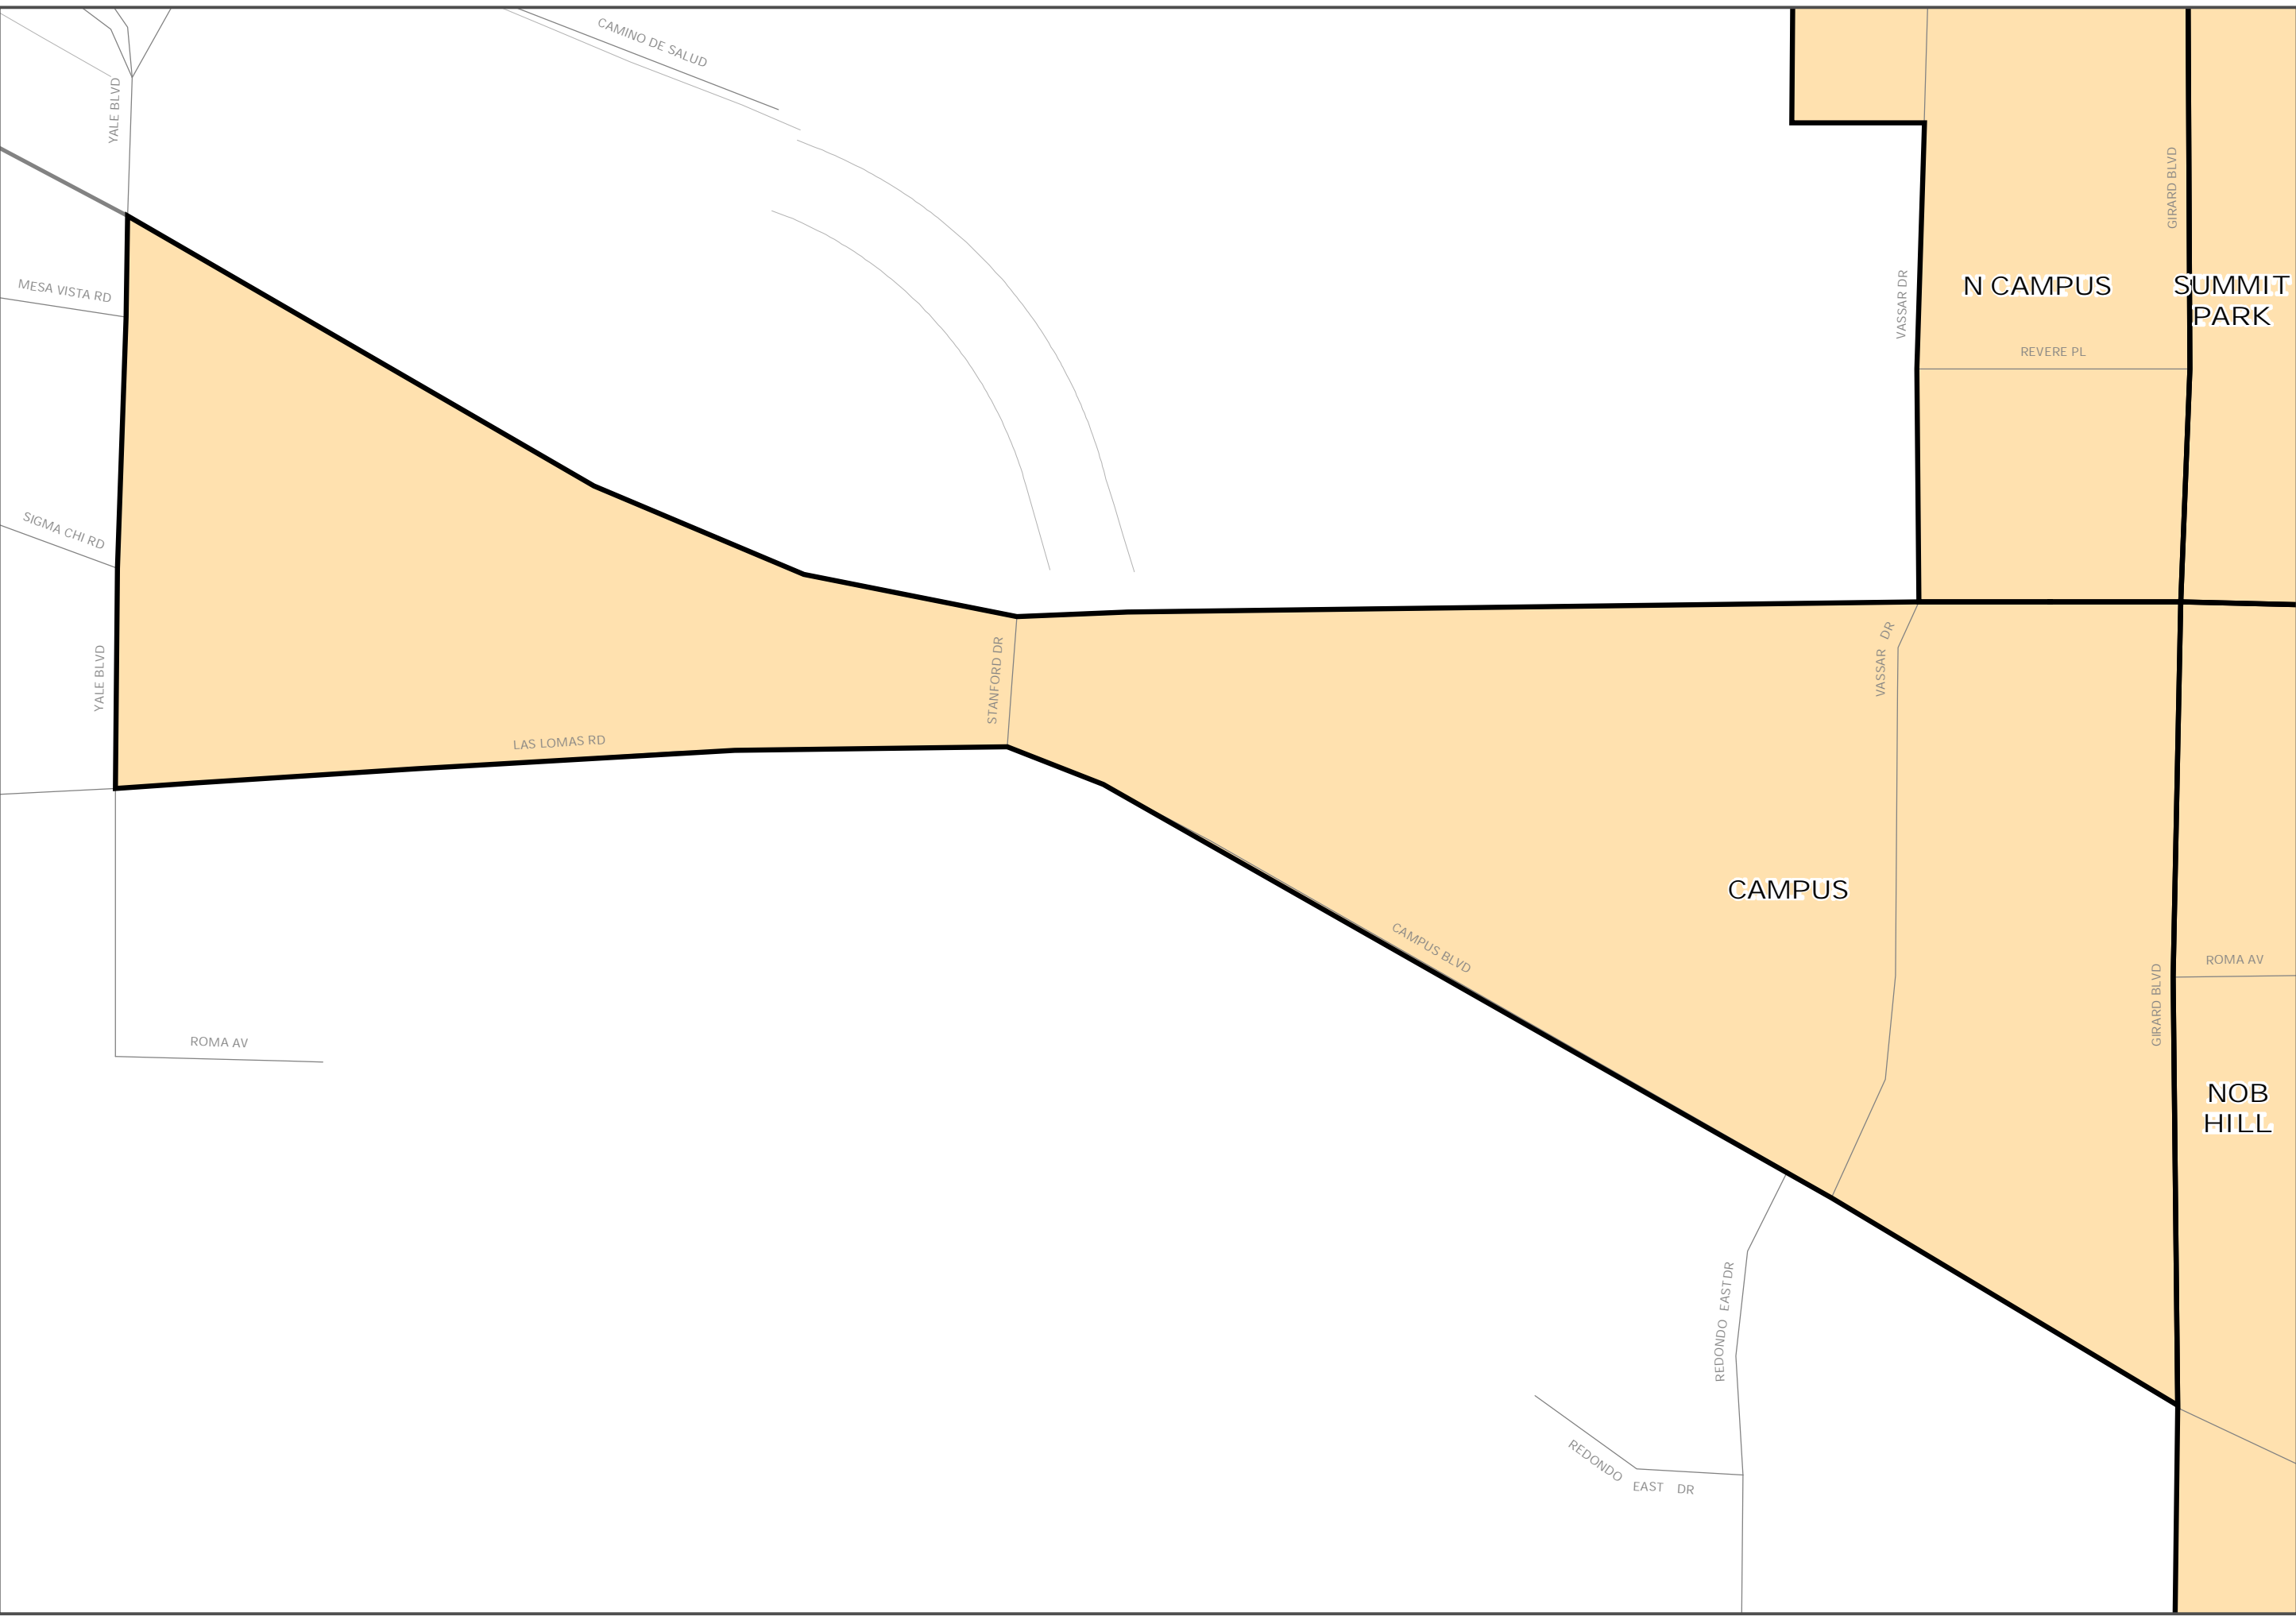 CAMINO DE SALUD
YALE BLVD
GIRARD BLVD
MESA VISTA RD
VASSAR DR
N CAMPUS
SUMMIT
PARK
REVERE PL
SIGMA CHI RD
YALE BLVD
STANFORD DR
VASSAR DR
LAS LOMAS RD
CAMPUS
CAMPUS BLVD
ROMA AV
GIRARD BLVD
ROMA AV
NOB
HILL
REDONDO EAST DR
REDONDO EAST DR